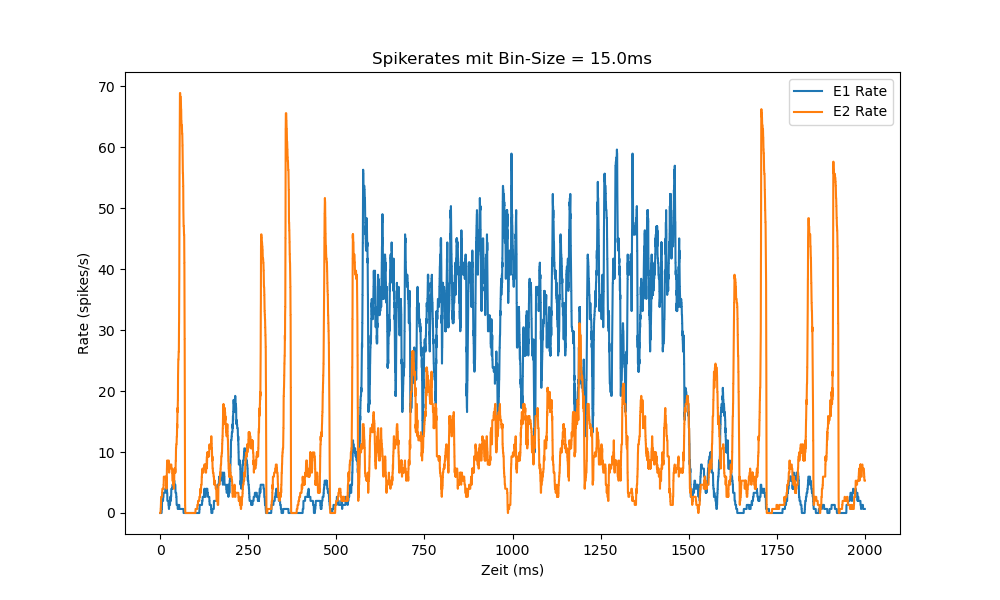 Spikerates mit Bin-Size = 15.0ms
E1 Rate
E2 Rate
Rate (spikes/s)
70
60
50
40
30
20
10
0
0 250 500 750 1000 1250 1500 1750 2000
Zeit (ms)